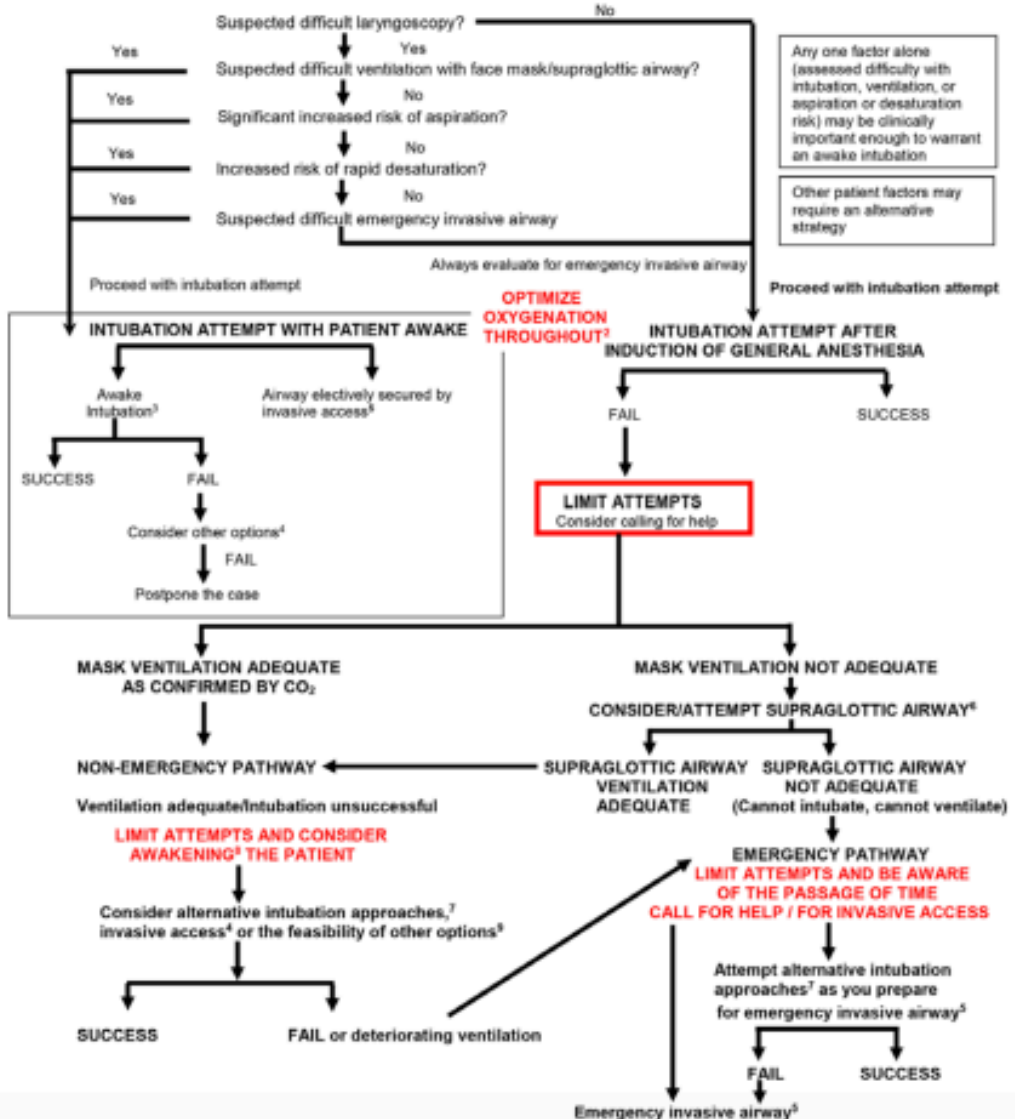 Suspected difficult laryngoscopy?
No
Yes
Yes
Suspected difficult ventilation with face mask/supraglottic airway?
Yes
No
Significant increased risk of aspiration?
Yes
No
Increased risk of rapid desaturation?
Yes
No
Suspected difficult emergency invasive airway
Any one factor alone
(assessed difficulty with
intubation, ventilation, or
aspiration or desaturation
risk) may be clinically
important enough to warrant
an awake intubation
Other patient factors may
require an alternative
strategy
Always evaluate for emergency invasive airway
Proceed with intubation attempt
Proceed with intubation attempt
OPTIMIZE
OXYGENATION
THROUGHOUT²
INTUBATION ATTEMPT WITH PATIENT AWAKE
Awake
Intubation³
Airway electively secured by
invasive access⁵
SUCCESS
FAIL
Consider other options⁴
FAIL
Postpone the case
INTUBATION ATTEMPT AFTER
INDUCTION OF GENERAL ANESTHESIA
FAIL
SUCCESS
LIMIT ATTEMPTS
Consider calling for help
MASK VENTILATION ADEQUATE
AS CONFIRMED BY CO₂
MASK VENTILATION NOT ADEQUATE
CONSIDER/ATTEMPT SUPRAGLOTTIC AIRWAY⁶
NON-EMERGENCY PATHWAY
SUPRAGLOTTIC AIRWAY
VENTILATION
ADEQUATE
SUPRAGLOTTIC AIRWAY
NOT ADEQUATE
(Cannot intubate, cannot ventilate)
Ventilation adequate/Intubation unsuccessful
LIMIT ATTEMPTS AND CONSIDER
AWAKENING⁸ THE PATIENT
EMERGENCY PATHWAY
LIMIT ATTEMPTS AND BE AWARE
OF THE PASSAGE OF TIME
CALL FOR HELP / FOR INVASIVE ACCESS
Consider alternative intubation approaches,⁷
invasive access⁴ or the feasibility of other options⁹
Attempt alternative intubation
approaches⁷ as you prepare
for emergency invasive airway⁵
SUCCESS
FAIL or deteriorating ventilation
FAIL
SUCCESS
Emergency invasive airway⁵